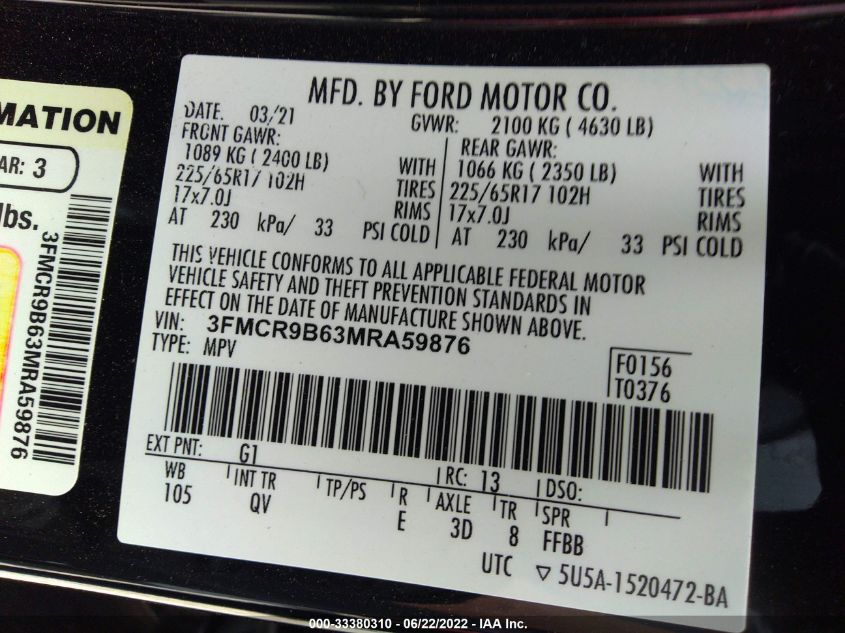 MATION
AR: 3
lbs.
3FMCR9B63MRA59876
MFD. BY FORD MOTOR CO.
DATE. 03/21
GVWR: 2100 KG ( 4630 LB)
FRONT GAWR:
1089 KG ( 2400 LB) WITH
225/65R17 102H TIRES
17x7.0J RIMS
AT 230 kPa/ 33 PSI COLD
REAR GAWR:
1066 KG ( 2350 LB) WITH
225/65R17 102H TIRES
17x7.0J RIMS
AT 230 kPa/ 33 PSI COLD
THIS VEHICLE CONFORMS TO ALL APPLICABLE FEDERAL MOTOR
VEHICLE SAFETY AND THEFT PREVENTION STANDARDS IN
EFFECT ON THE DATE OF MANUFACTURE SHOWN ABOVE.
VIN: 3FMCR9B63MRA59876
TYPE: MPV
F0156
T0376
EXT PNT: G1 RC: 13 DSO:
WB INT TR TP/PS R AXLE TR SPR
105 QV E 3D 8 FFBB
UTC ▽ 5U5A-1520472-BA
000-33380310 - 06/22/2022 - IAA Inc.